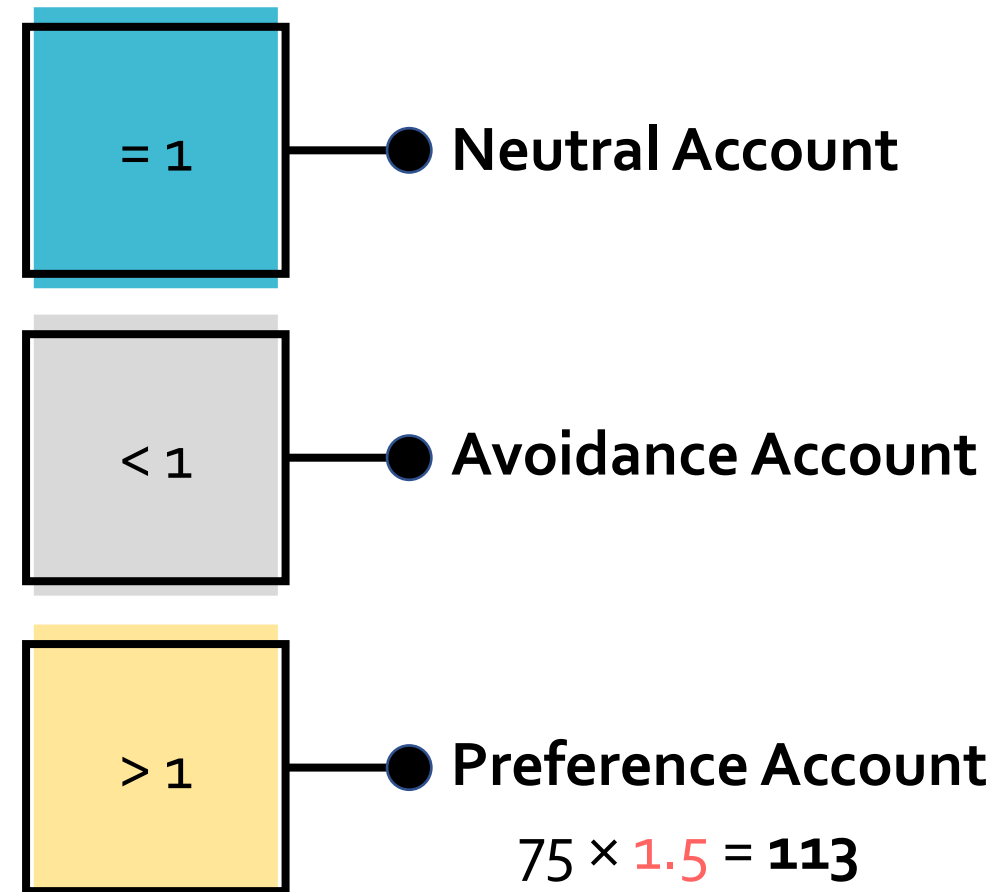 = 1
Neutral Account
< 1
Avoidance Account
> 1
Preference Account
75 × 1.5 = 113